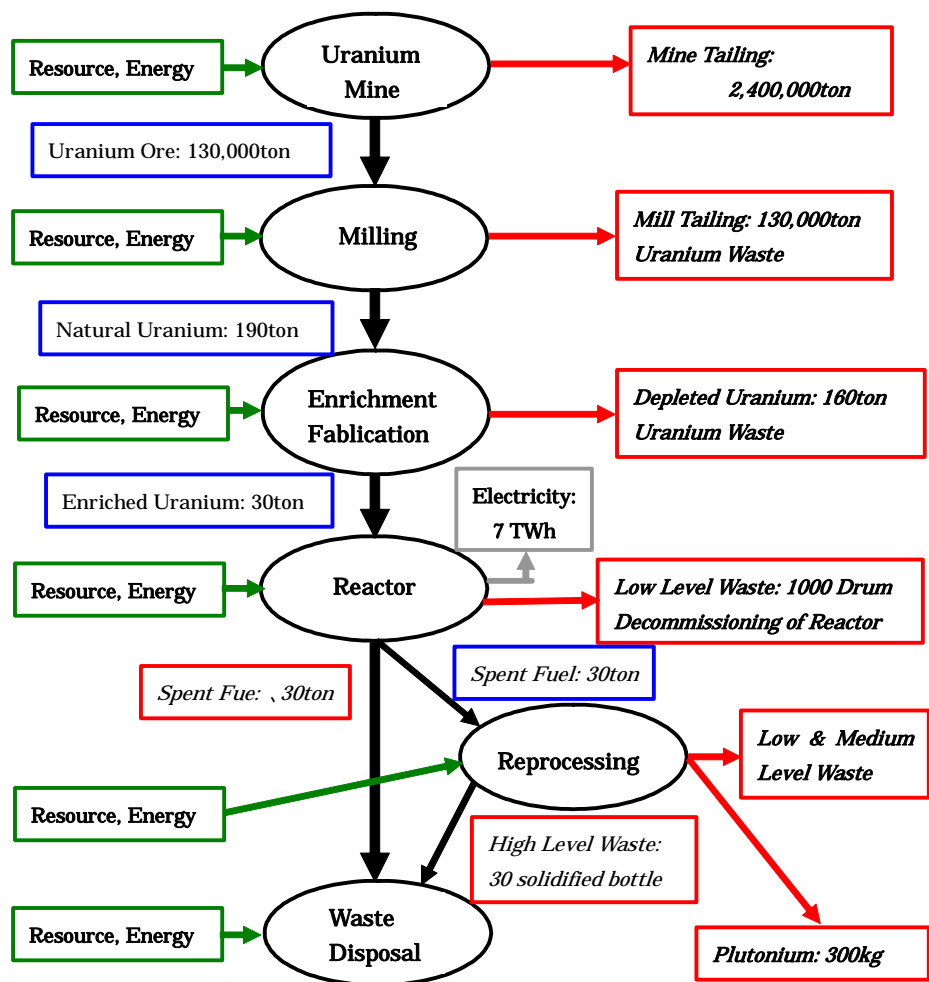 Uranium
Mine
Resource, Energy
Mine Tailing:
2,400,000ton
Uranium Ore: 130,000ton
Resource, Energy
Milling
Mill Tailing: 130,000ton
Uranium Waste
Natural Uranium: 190ton
Resource, Energy
Enrichment
Fablication
Depleted Uranium: 160ton
Uranium Waste
Enriched Uranium: 30ton
Electricity:
7 TWh
Resource, Energy
Reactor
Low Level Waste: 1000 Drum
Decommissioning of Reactor
Spent Fue: 、30ton
Spent Fuel: 30ton
Reprocessing
Low & Medium
Level Waste
Resource, Energy
High Level Waste:
30 solidified bottle
Resource, Energy
Waste
Disposal
Plutonium: 300kg